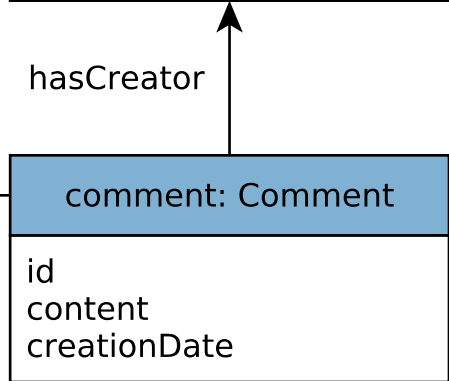 hasCreator
comment: Comment
id
content
creationDate